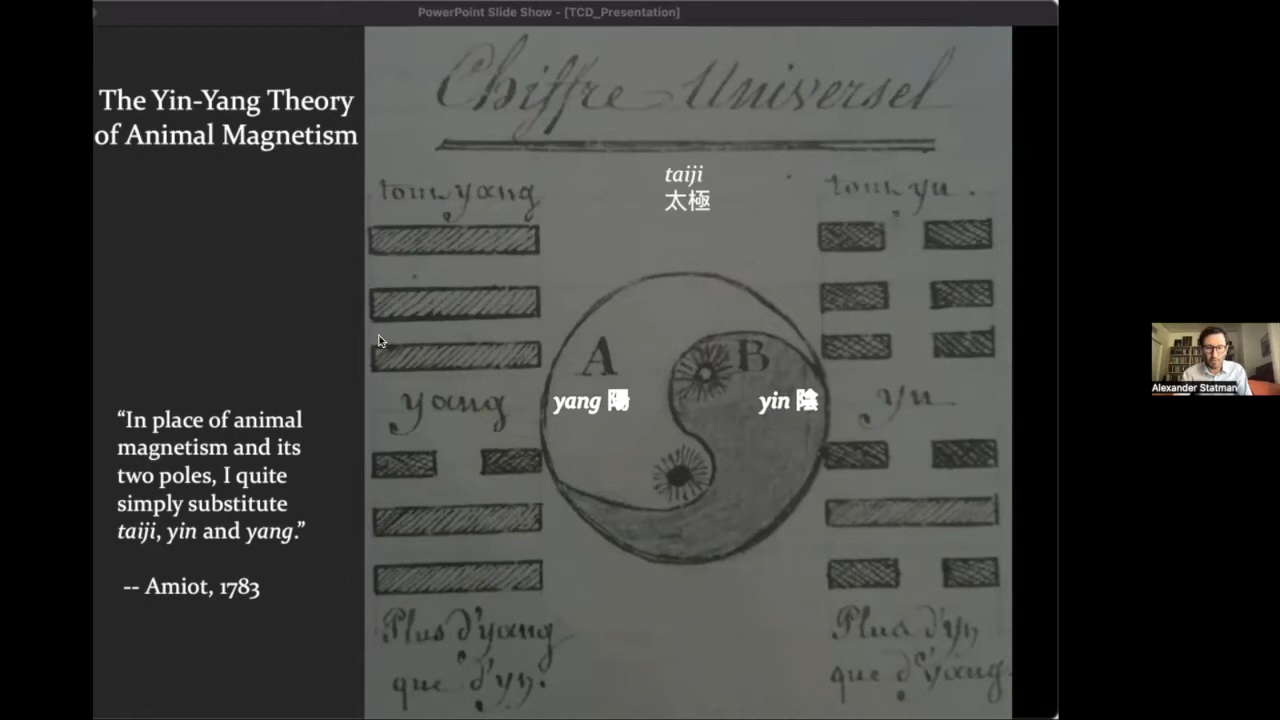 PowerPoint Slide Show - [TCD_Presentation]
The Yin-Yang Theory
of Animal Magnetism
“In place of animal
magnetism and its
two poles, I quite
simply substitute
taiji, yin and yang.”
-- Amiot, 1783
Chiffre Universel
taiji
太極
tout yang
tout yn.
A
B
yang 陽
yin 陰
yang
yn
Plus d'yang
que d'yn.
Plus d'yn
que d'yang.
Alexander Statman